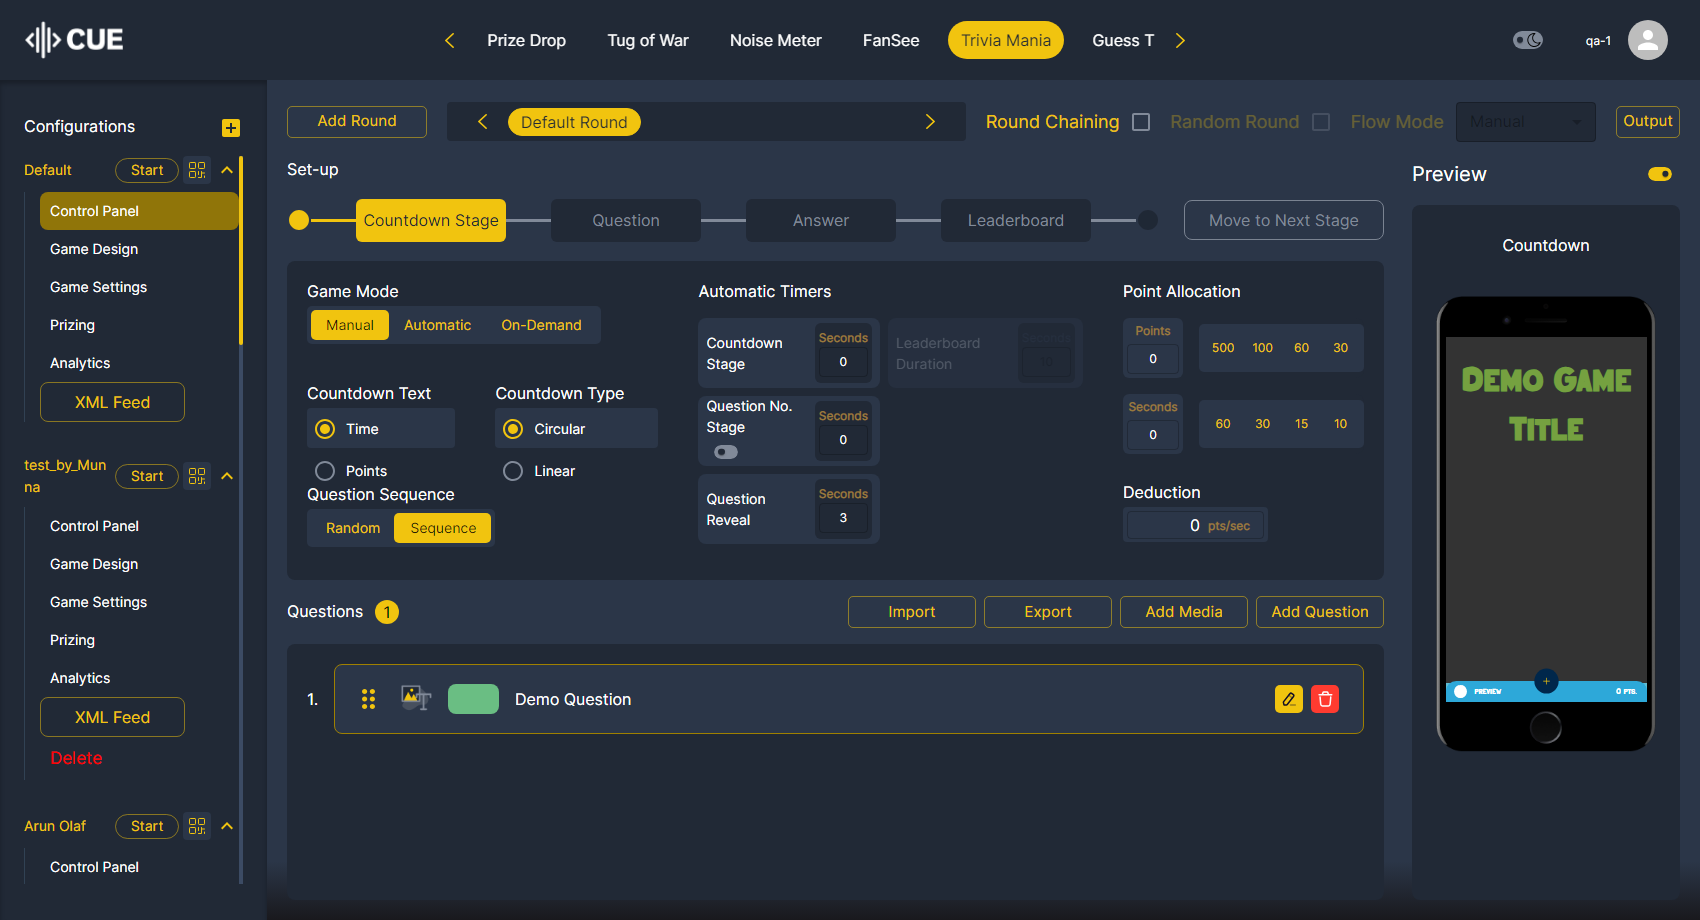 CUE
Prize Drop
Tug of War
Noise Meter
FanSee
Trivia Mania
Guess T
qa-1
Configurations
Default
Start
Control Panel
Game Design
Game Settings
Prizing
Analytics
XML Feed
test_by_Mun
na
Start
Control Panel
Game Design
Game Settings
Prizing
Analytics
XML Feed
Delete
Arun Olaf
Start
Control Panel
Add Round
Default Round
Round Chaining
Random Round
Flow Mode
Manual
Output
Set-up
Countdown Stage
Question
Answer
Leaderboard
Move to Next Stage
Game Mode
Manual
Automatic
On-Demand
Countdown Text
Time
Points
Countdown Type
Circular
Linear
Question Sequence
Random
Sequence
Automatic Timers
Countdown
Stage
Seconds
0
Leaderboard
Duration
Seconds
10
Question No.
Stage
Seconds
0
Question
Reveal
Seconds
3
Point Allocation
Points
0
500
100
60
30
Seconds
0
60
30
15
10
Deduction
0 pts/sec
Questions 1
Import
Export
Add Media
Add Question
1.
T
Demo Question
Preview
Countdown
Demo Game
Title
PREVIEW
0 PTS.